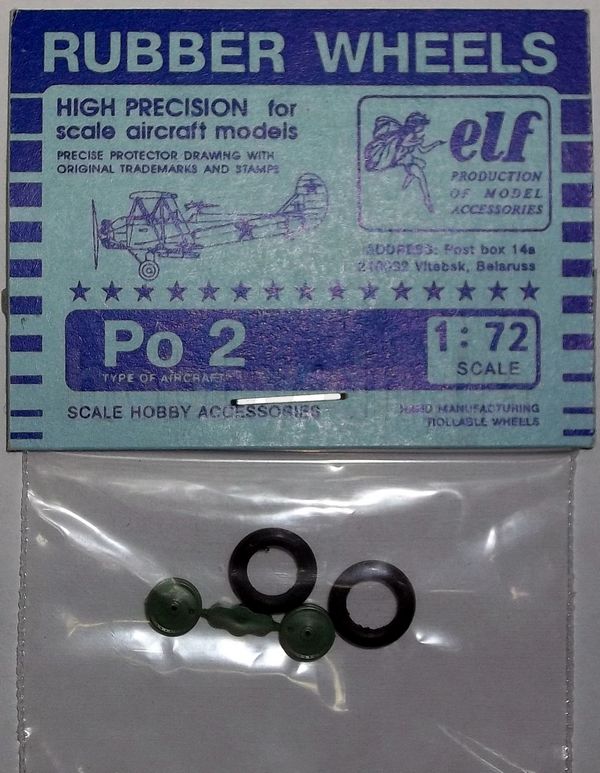 RUBBER WHEELS
HIGH PRECISION for
scale aircraft models
PRECISE PROTECTOR DRAWING WITH
ORIGINAL TRADEMARKS AND STAMPS
elf
PRODUCTION
OF MODEL
ACCESSORIES
ADDRESS: Post box 14a
Vitebsk, Belaruss
Po 2
TYPE OF AIRCRAFT
1:72
SCALE
SCALE HOBBY ACCESSORIES
MANUFACTURING
ROLLABLE WHEELS